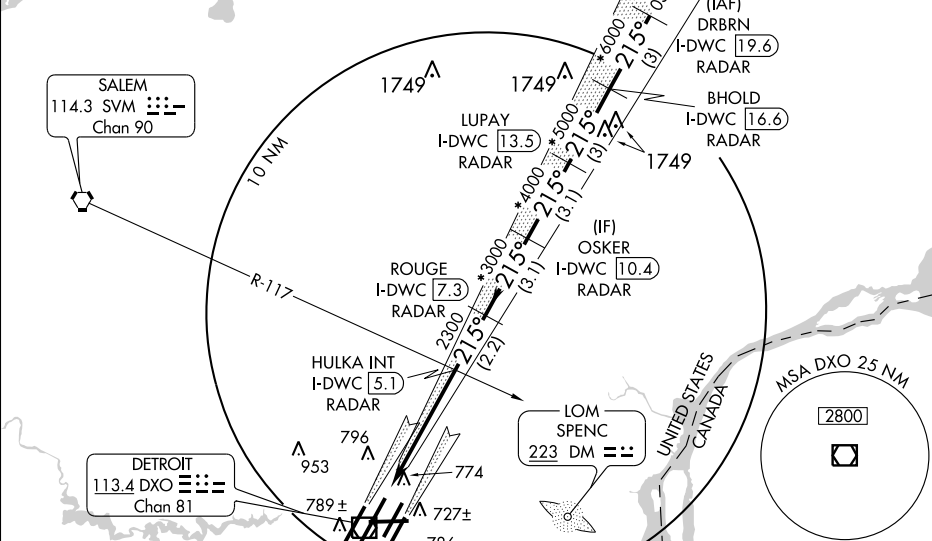 (IAF)
DRBRN
I-DWC 19.6
RADAR
*6000
215°
(3)
1749
1749
SALEM
114.3 SVM
Chan 90
BHOLD
I-DWC 16.6
RADAR
LUPAY
I-DWC 13.5
RADAR
*5000
215°
(3)
1749
10 NM
*4000
215°
(3.1)
(IF)
OSKER
I-DWC 10.4
RADAR
*3000
215°
(3.1)
ROUGE
I-DWC 7.3
RADAR
R-117
2300
215°
(2.2)
HULKA INT
I-DWC 5.1
RADAR
UNITED STATES
CANADA
MSA DXO 25 NM
2800
LOM
SPENC
223 DM
796
953
774
DETROIT
113.4 DXO
Chan 81
789±
727±